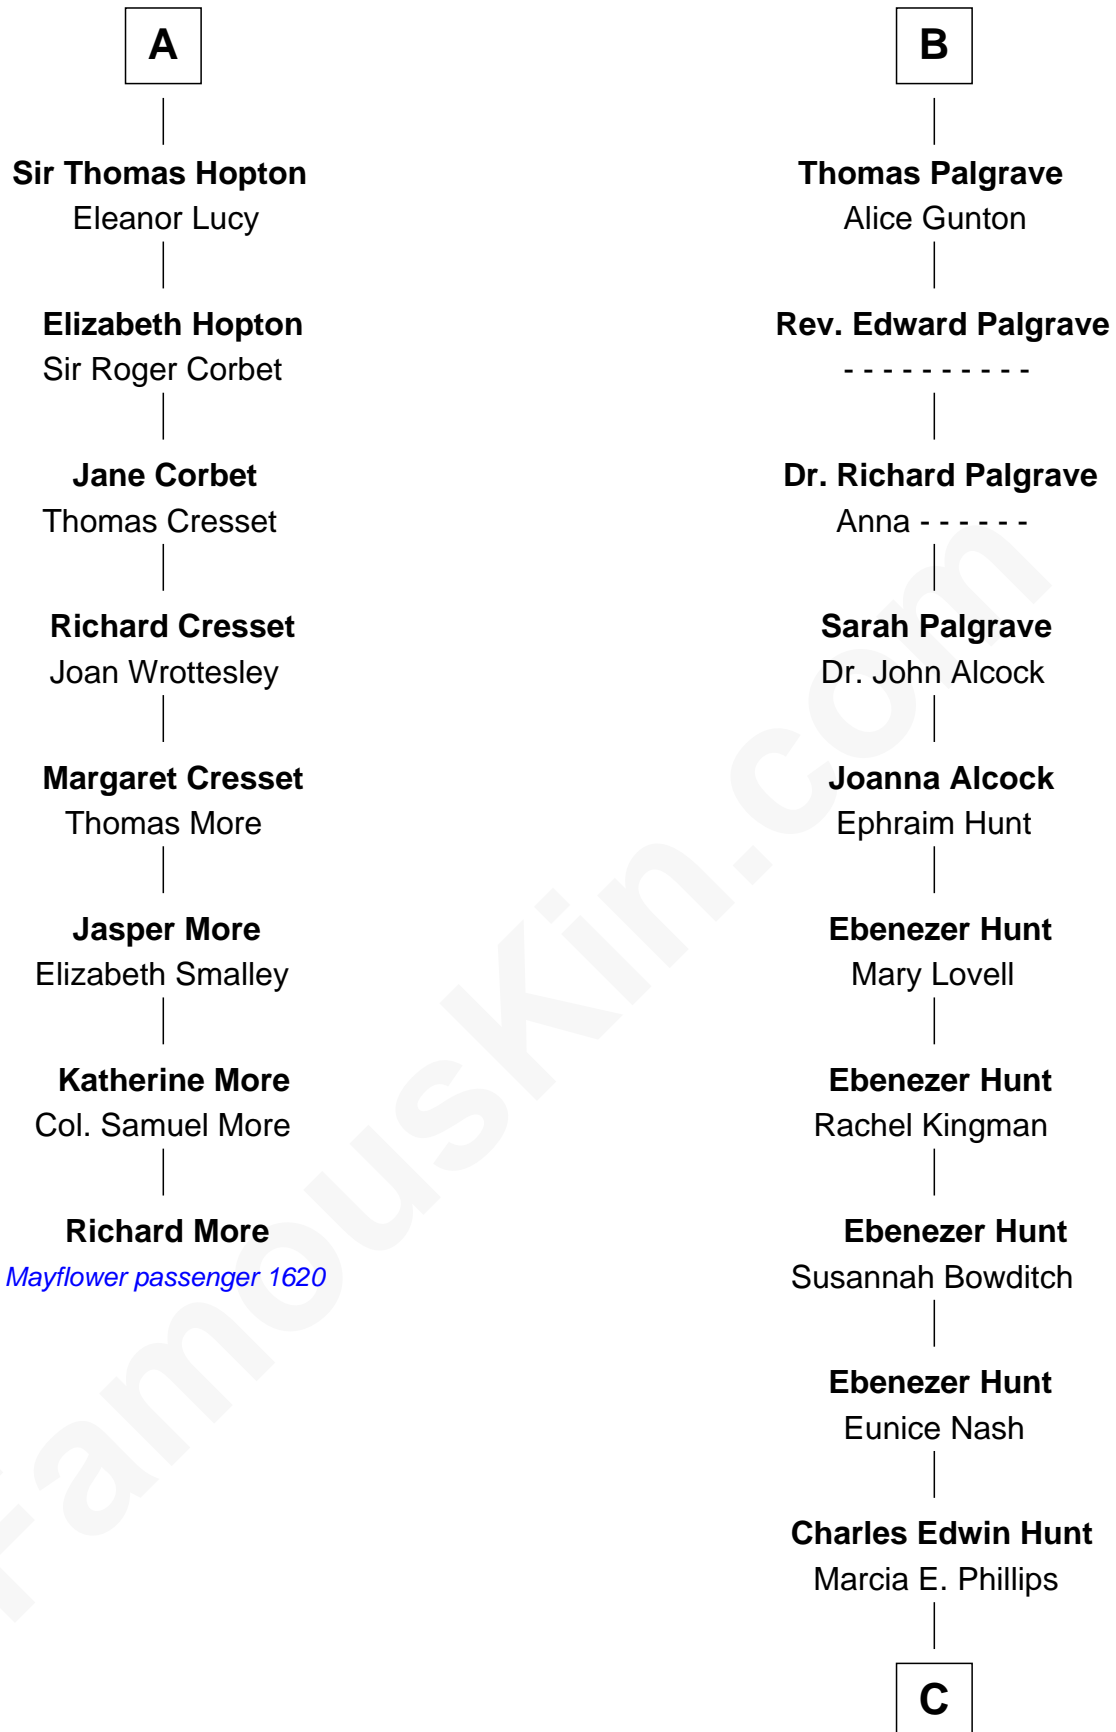 A
Sir Thomas Hopton
Eleanor Lucy
Elizabeth Hopton
Sir Roger Corbet
Jane Corbet
Thomas Cresset
Richard Cresset
Joan Wrottesley
Margaret Cresset
Thomas More
Jasper More
Elizabeth Smalley
Katherine More
Col. Samuel More
Richard More
Mayflower passenger 1620
B
Thomas Palgrave
Alice Gunton
Rev. Edward Palgrave
- - - - - - - - - -
Dr. Richard Palgrave
Anna - - - - - -
Sarah Palgrave
Dr. John Alcock
Joanna Alcock
Ephraim Hunt
Ebenezer Hunt
Mary Lovell
Ebenezer Hunt
Rachel Kingman
Ebenezer Hunt
Susannah Bowditch
Ebenezer Hunt
Eunice Nash
Charles Edwin Hunt
Marcia E. Phillips
C
FamousKin.com